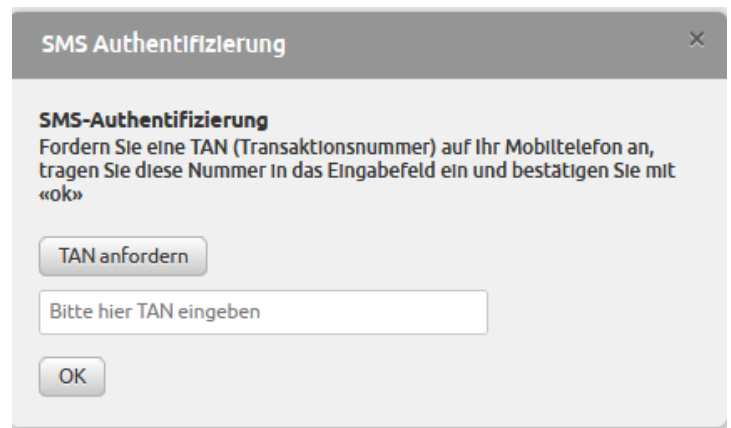 SMS Authentifizierung ×
SMS-Authentifizierung
Fordern Sie eine TAN (Transaktionsnummer) auf Ihr Mobiltelefon an,
tragen Sie diese Nummer in das Eingabefeld ein und bestätigen Sie mit
«ok»
TAN anfordern
Bitte hier TAN eingeben
OK